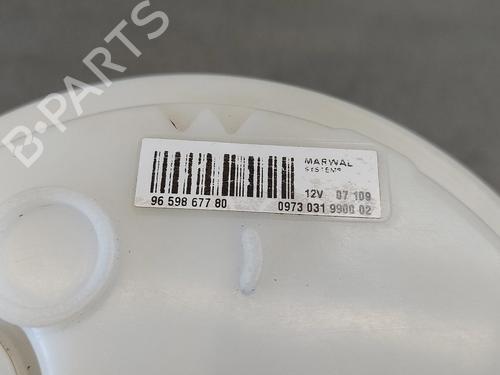 B-PARTS
MARWAL
SYSTEMS
12V 07 109
96 598 677 80
0973 031 9900 02